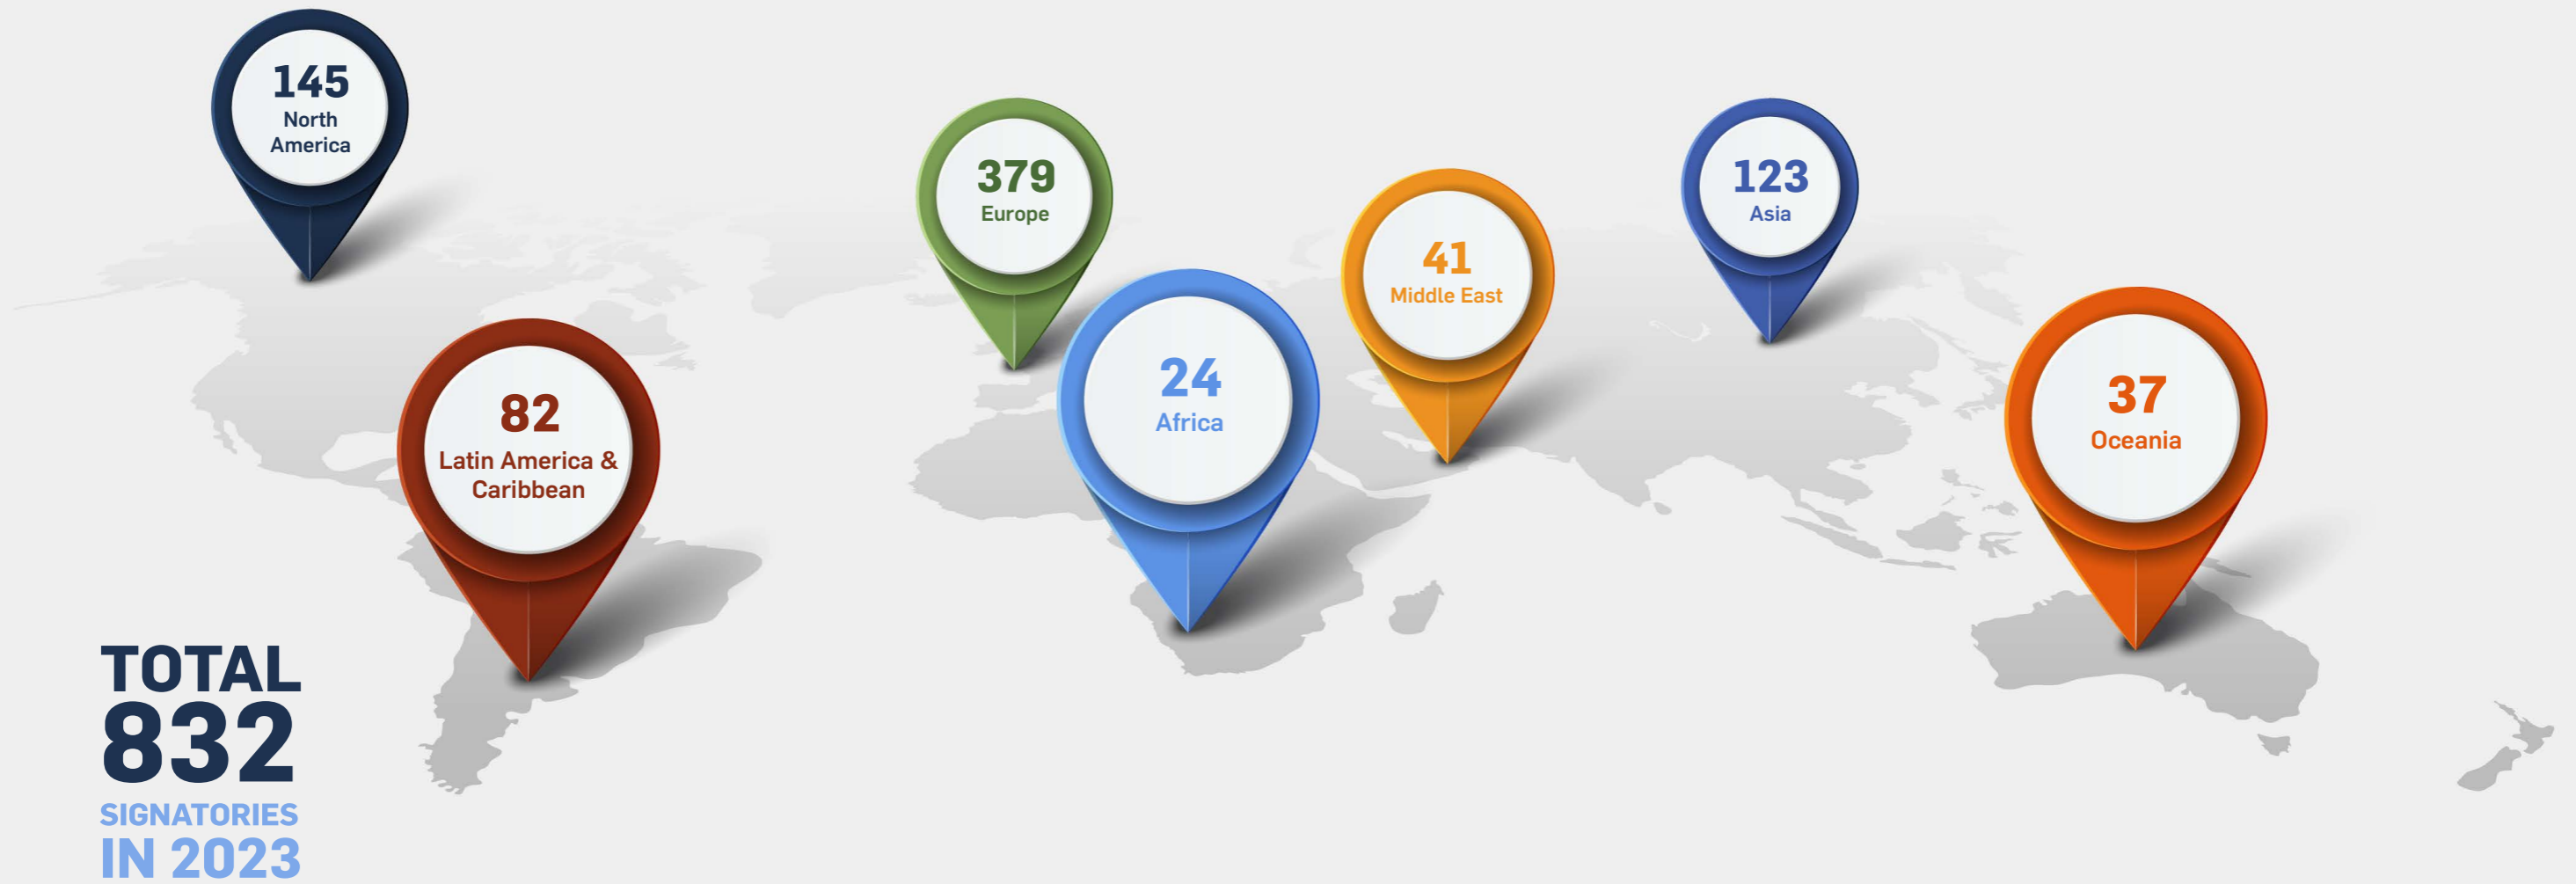 145
North
America
379
Europe
123
Asia
41
Middle East
24
Africa
37
Oceania
82
Latin America &
Caribbean
TOTAL
832
SIGNATORIES
IN 2023